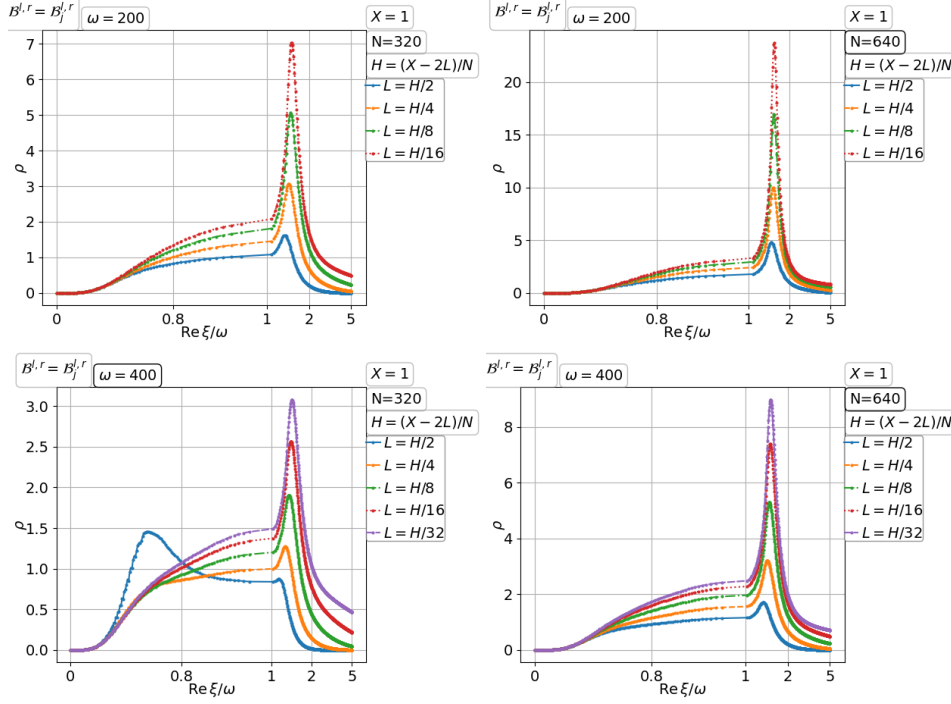 𝓑^{l,r} = 𝓑_j^{l,r}
ω = 200
X = 1
N=320
H = (X − 2L)/N
L = H/2
L = H/4
L = H/8
L = H/16
7
6
5
4
3
2
1
0
ρ
0
0.8
1
2
5
Re ξ/ω
𝓑^{l,r} = 𝓑_j^{l,r}
ω = 200
X = 1
N=640
H = (X − 2L)/N
L = H/2
L = H/4
L = H/8
L = H/16
20
15
10
5
0
ρ
0
0.8
1
2
5
Re ξ/ω
𝓑^{l,r} = 𝓑_j^{l,r}
ω = 400
X = 1
N=320
H = (X − 2L)/N
L = H/2
L = H/4
L = H/8
L = H/16
L = H/32
3.0
2.5
2.0
1.5
1.0
0.5
0.0
ρ
0
0.8
1
2
5
Re ξ/ω
𝓑^{l,r} = 𝓑_j^{l,r}
ω = 400
X = 1
N=640
H = (X − 2L)/N
L = H/2
L = H/4
L = H/8
L = H/16
L = H/32
8
6
4
2
0
ρ
0
0.8
1
2
5
Re ξ/ω